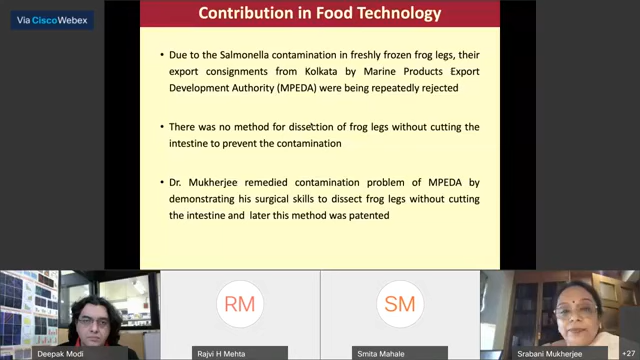 Via CiscoWebex
Contribution in Food Technology
• Due to the Salmonella contamination in freshly frozen frog legs, their
export consignments from Kolkata by Marine Products Export
Development Authority (MPEDA) were being repeatedly rejected
• There was no method for dissection of frog legs without cutting the
intestine to prevent the contamination
• Dr. Mukherjee remedied contamination problem of MPEDA by
demonstrating his surgical skills to dissect frog legs without cutting
the intestine and later this method was patented
RM
SM
Deepak Modi
Rajvi H Mehta
Smita Mahale
Srabani Mukherjee
+27